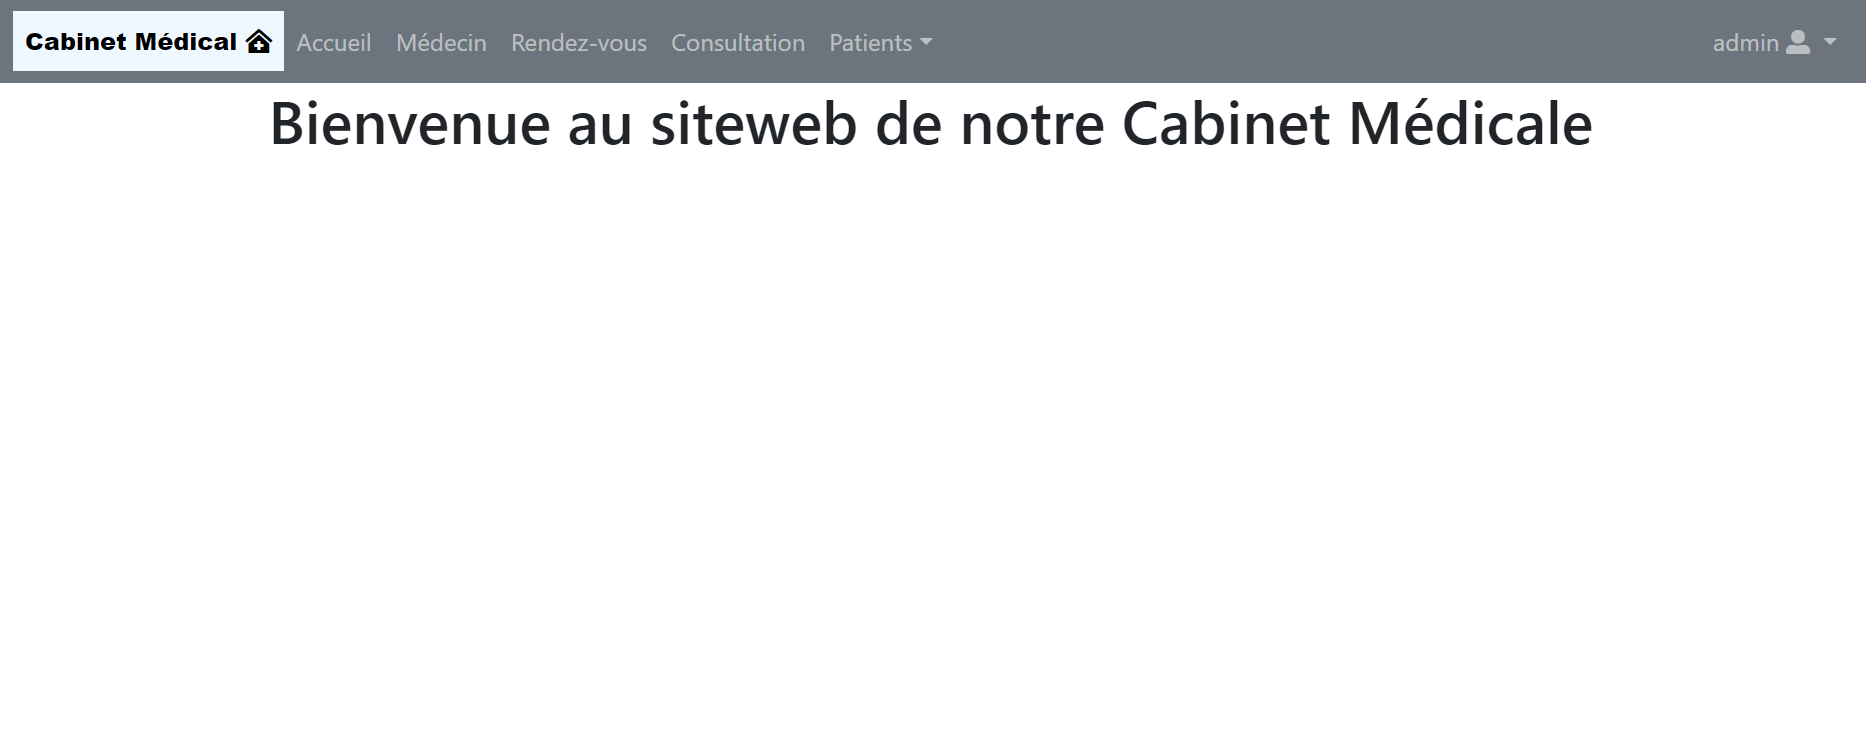 Cabinet Médical Accueil Médecin Rendez-vous Consultation Patients admin
Bienvenue au siteweb de notre Cabinet Médicale